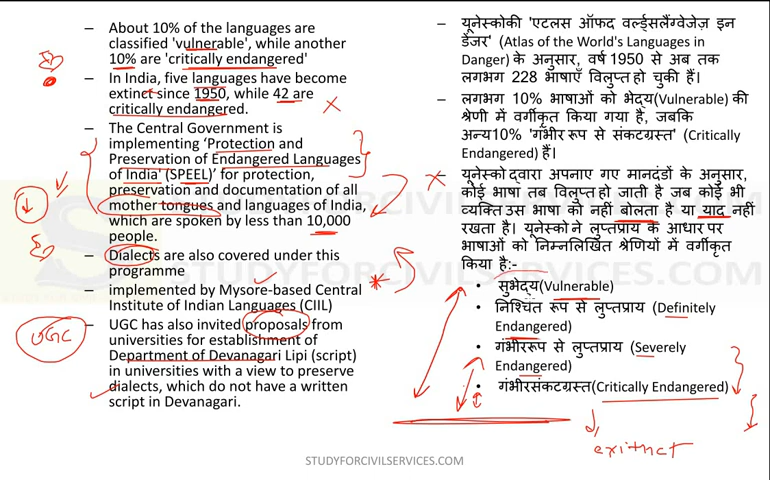 – About 10% of the languages are
classified 'vulnerable', while another
10% are 'critically endangered'
– In India, five languages have become
extinct since 1950, while 42 are
critically endangered.
– The Central Government is
implementing ‘Protection and
Preservation of Endangered Languages
of India’ (SPEEL)’ for protection,
preservation and documentation of all
mother tongues and languages of India,
which are spoken by less than 10,000
people.
– Dialects are also covered under this
programme
– implemented by Mysore-based Central
Institute of Indian Languages (CIIL)
– UGC has also invited proposals from
universities for establishment of
Department of Devanagari Lipi (script)
in universities with a view to preserve
dialects, which do not have a written
script in Devanagari.
UGC
– यूनेस्कोकी 'एटलस ऑफद वर्ल्ड्सलैंग्वेजेज़ इन
डेंजर' (Atlas of the World's Languages in
Danger) के अनुसार, वर्ष 1950 से अब तक
लगभग 228 भाषाएँ विलुप्त हो चुकी हैं।
– लगभग 10% भाषाओं को भेद्य(Vulnerable) की
श्रेणी में वर्गीकृत किया गया है, जबकि
अन्य10% 'गंभीर रूप से संकटग्रस्त' (Critically
Endangered) हैं।
– यूनेस्को द्वारा अपनाए गए मानदंडों के अनुसार,
कोई भाषा तब विलुप्त हो जाती है जब कोई भी
व्यक्ति उस भाषा को नहीं बोलता है या याद नहीं
रखता है। यूनेस्को ने लुप्तप्राय के आधार पर
भाषाओं को निम्नलिखित श्रेणियों में वर्गीकृत
किया है:-
• सुभेद्य(Vulnerable)
• निश्चित रूप से लुप्तप्राय (Definitely
Endangered)
• गंभीररूप से लुप्तप्राय (Severely
Endangered)
• गंभीरसंकटग्रस्त(Critically Endangered)
exithct
STUDYFORCIVILSERVICES.COM
STUDYFORCIVILSERVICES.COM